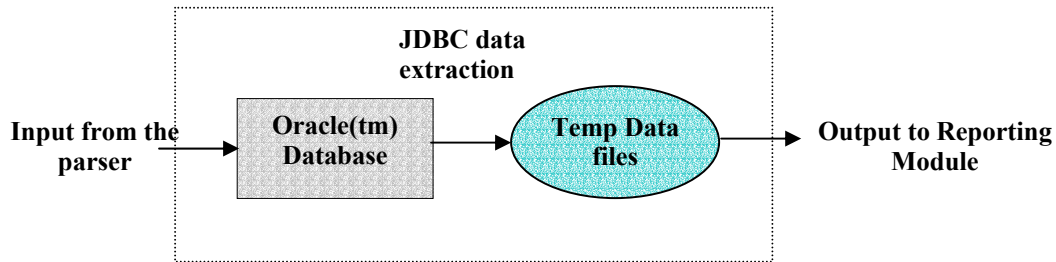 JDBC data
extraction
Input from the
parser
Oracle(tm)
Database
Temp Data
files
Output to Reporting
Module